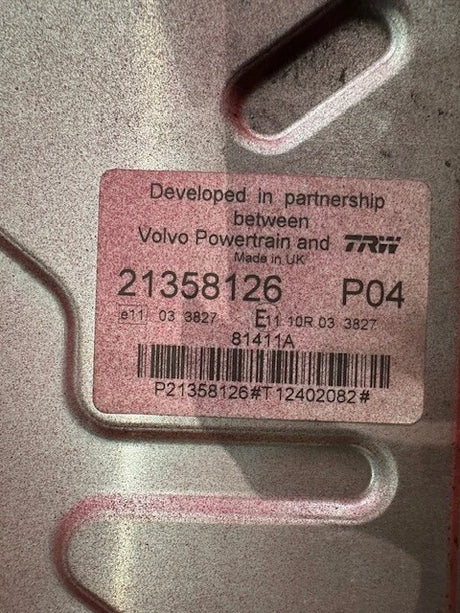 Developed in partnership
between
Volvo Powertrain and TRW
Made in UK
21358126 P04
e11 03 3827 E11 10R 03 3827
81411A
P21358126#T12402082#